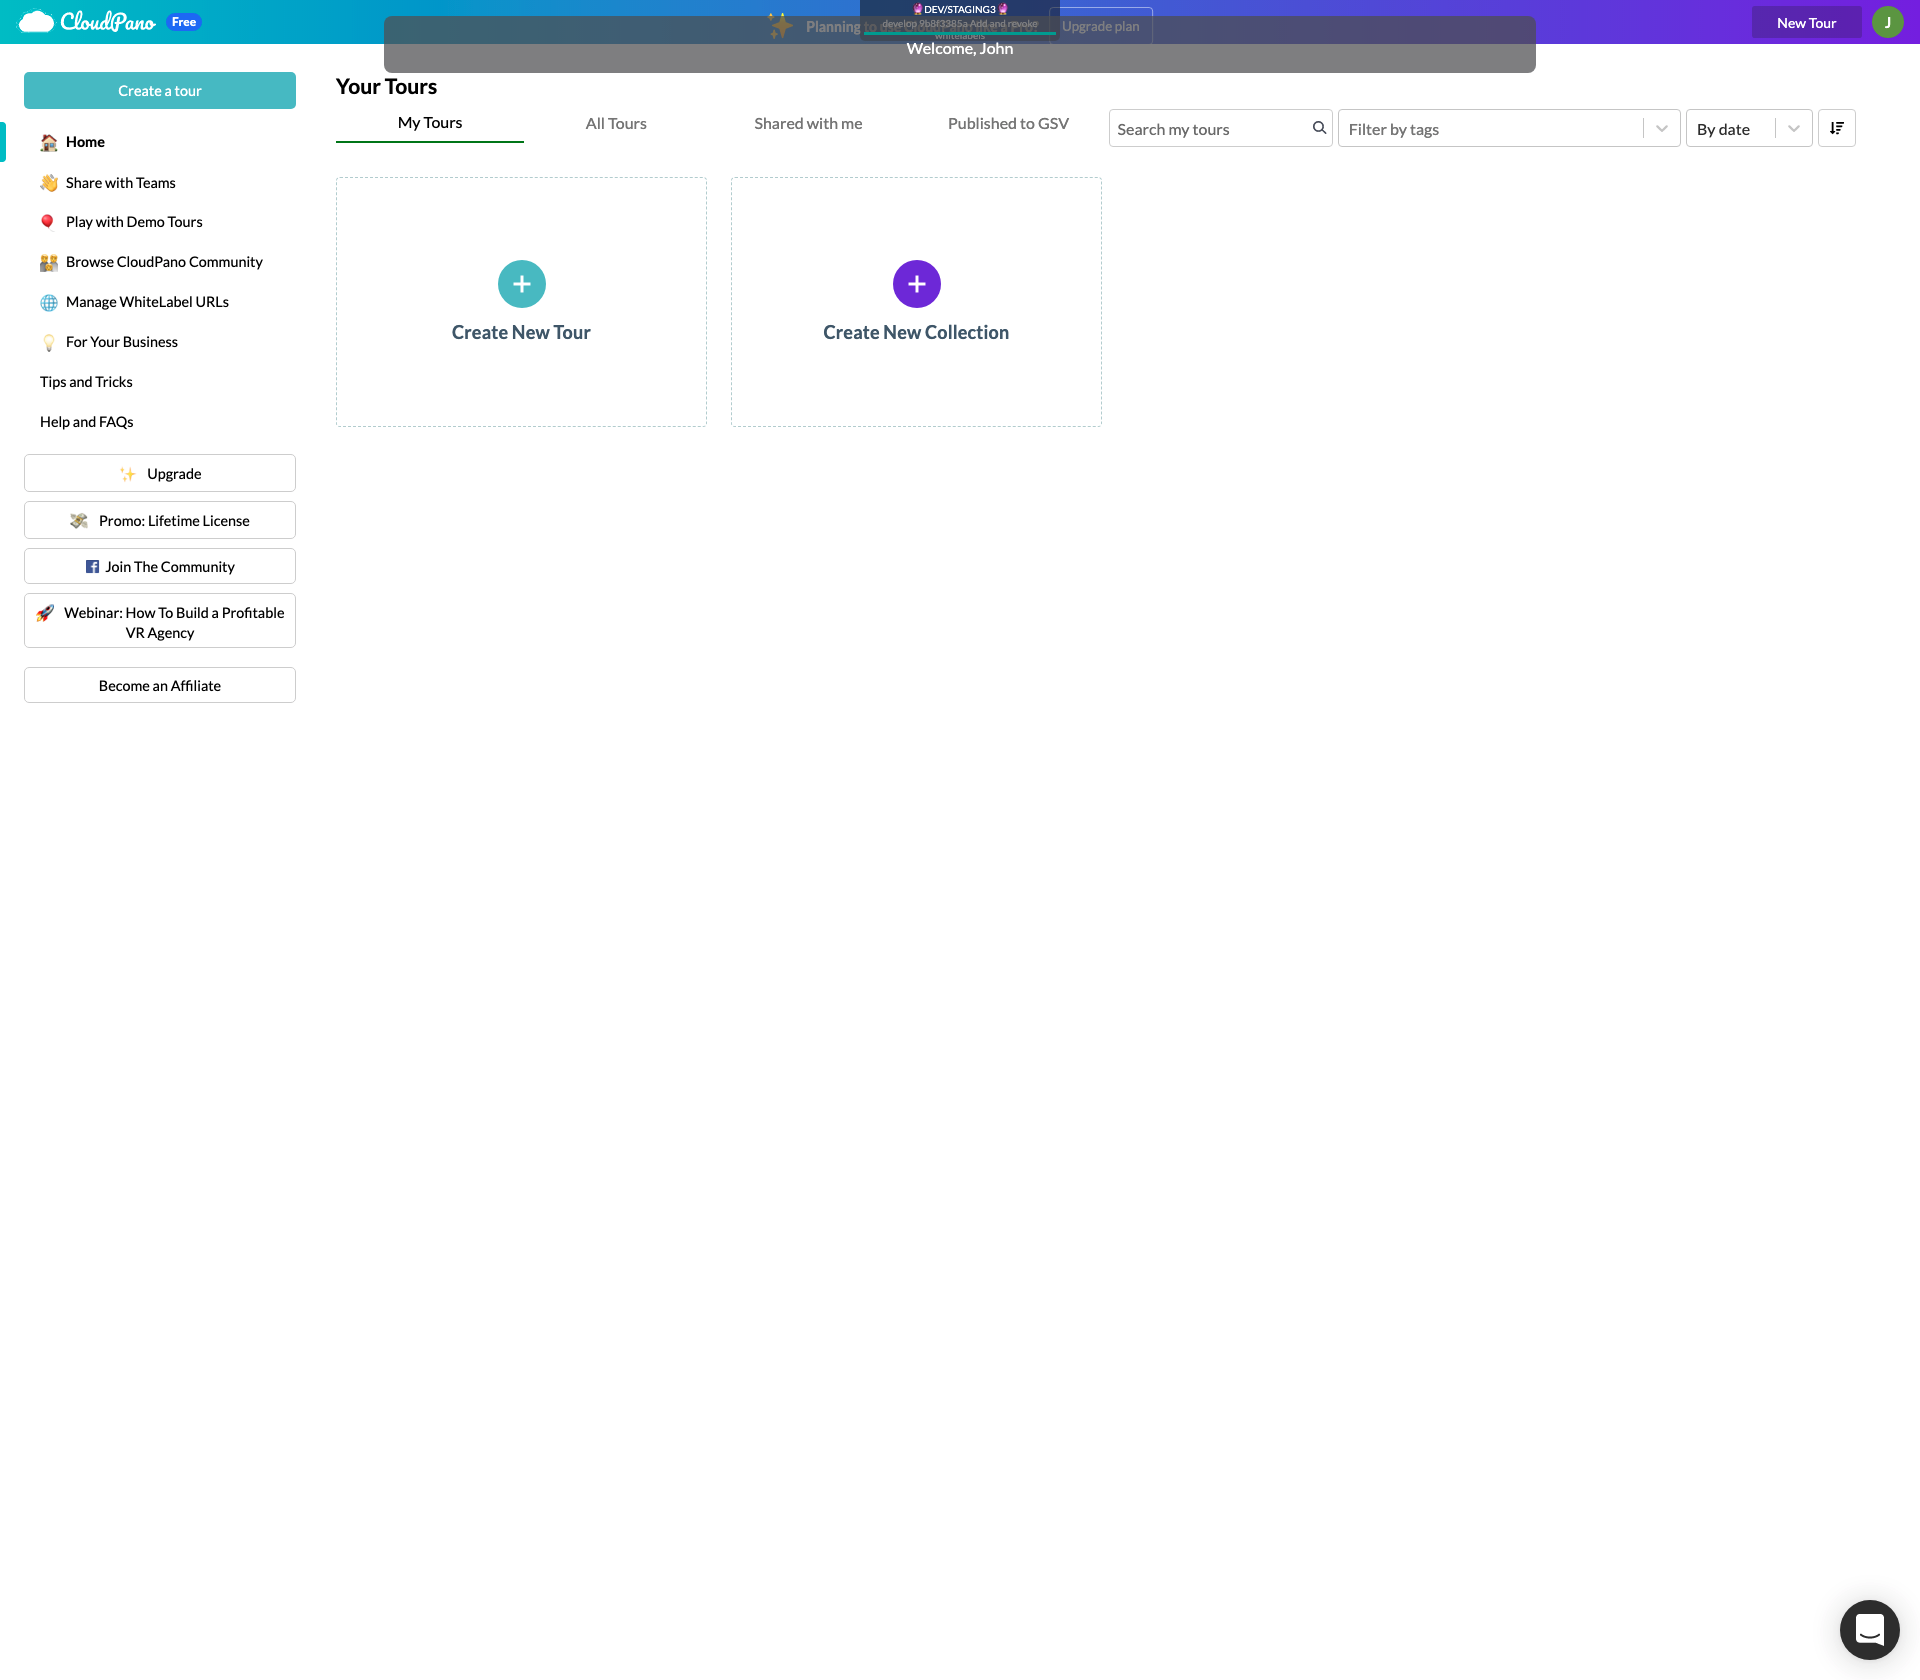 CloudPano Free
DEV/STAGING3
develop 9b8f3385a Add and revoke
whitelabels
Planning to
Upgrade plan
Welcome, John
New Tour
J
Create a tour
Home
Share with Teams
Play with Demo Tours
Browse CloudPano Community
Manage WhiteLabel URLs
For Your Business
Tips and Tricks
Help and FAQs
Upgrade
Promo: Lifetime License
Join The Community
Webinar: How To Build a Profitable
VR Agency
Become an Affiliate
Your Tours
My Tours
All Tours
Shared with me
Published to GSV
Search my tours
Filter by tags
By date
Create New Tour
Create New Collection